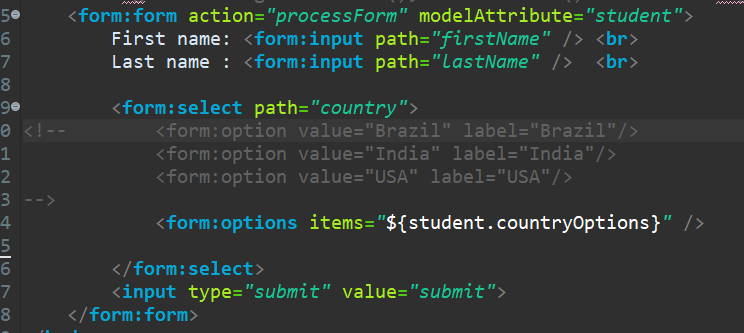 5 <form:form action="processForm" modelAttribute="student">
6 First name: <form:input path="firstName" /> <br>
7 Last name : <form:input path="lastName" /> <br>
8
9 <form:select path="country">
0 <!-- <form:option value="Brazil" label="Brazil"/>
1 <form:option value="India" label="India"/>
2 <form:option value="USA" label="USA"/>
3 -->
4 <form:options items="${student.countryOptions}" />
5
6 </form:select>
7 <input type="submit" value="submit">
8 </form:form>